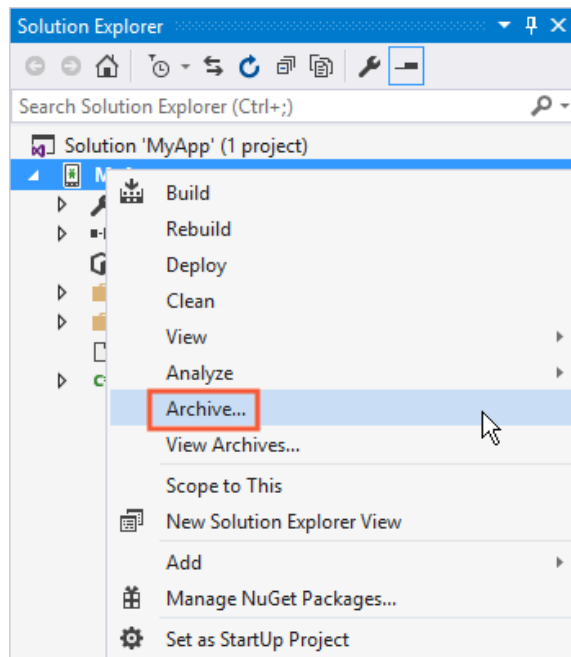 Solution Explorer
Search Solution Explorer (Ctrl+;)
Solution 'MyApp' (1 project)
Build
Rebuild
Deploy
Clean
View
Analyze
Archive...
View Archives...
Scope to This
New Solution Explorer View
Add
Manage NuGet Packages...
Set as StartUp Project